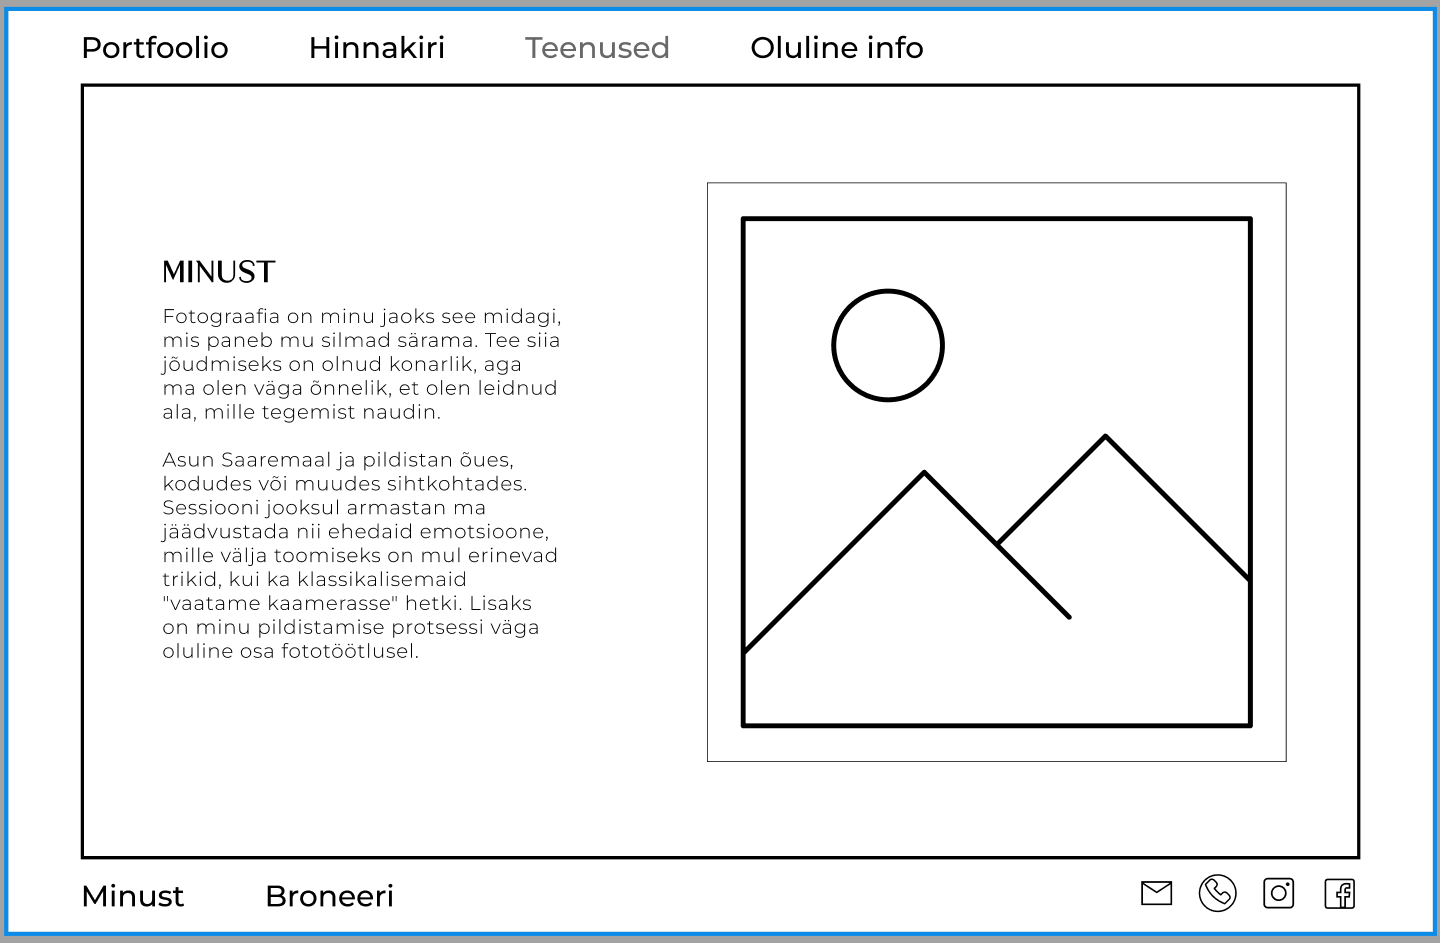 Portfoolio Hinnakiri Teenused Oluline info
MINUST
Fotograafia on minu jaoks see midagi,
mis paneb mu silmad särama. Tee siia
jõudmiseks on olnud konarlik, aga
ma olen väga õnnelik, et olen leidnud
ala, mille tegemist naudin.
Asun Saaremaal ja pildistan õues,
kodudes või muudes sihtkohtades.
Sessiooni jooksul armastan ma
jäädvustada nii ehedaid emotsioone,
mille välja toomiseks on mul erinevad
trikid, kui ka klassikalisemaid
"vaatame kaamerasse" hetki. Lisaks
on minu pildistamise protsessi väga
oluline osa fototöötlusel.
Minust Broneeri